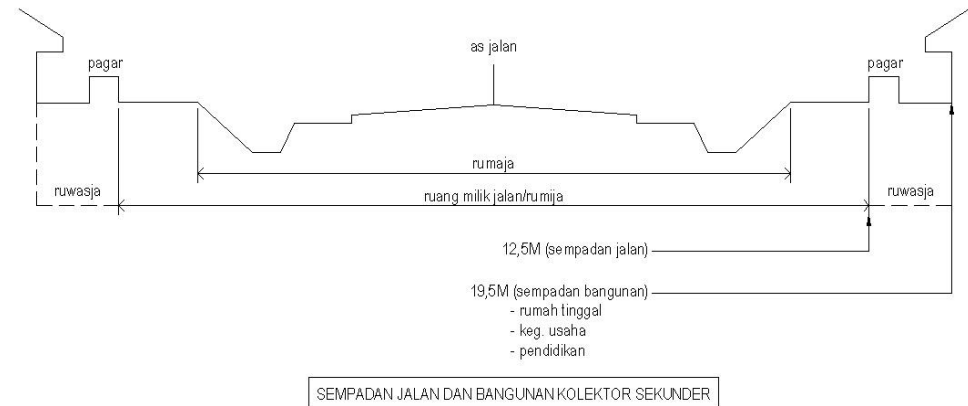 as jalan
pagar
pagar
rumaja
ruwasja
ruang milik jalan/rumija
ruwasja
12,5M (sempadan jalan)
19,5M (sempadan bangunan)
- rumah tinggal
- keg. usaha
- pendidikan
SEMPADAN JALAN DAN BANGUNAN KOLEKTOR SEKUNDER